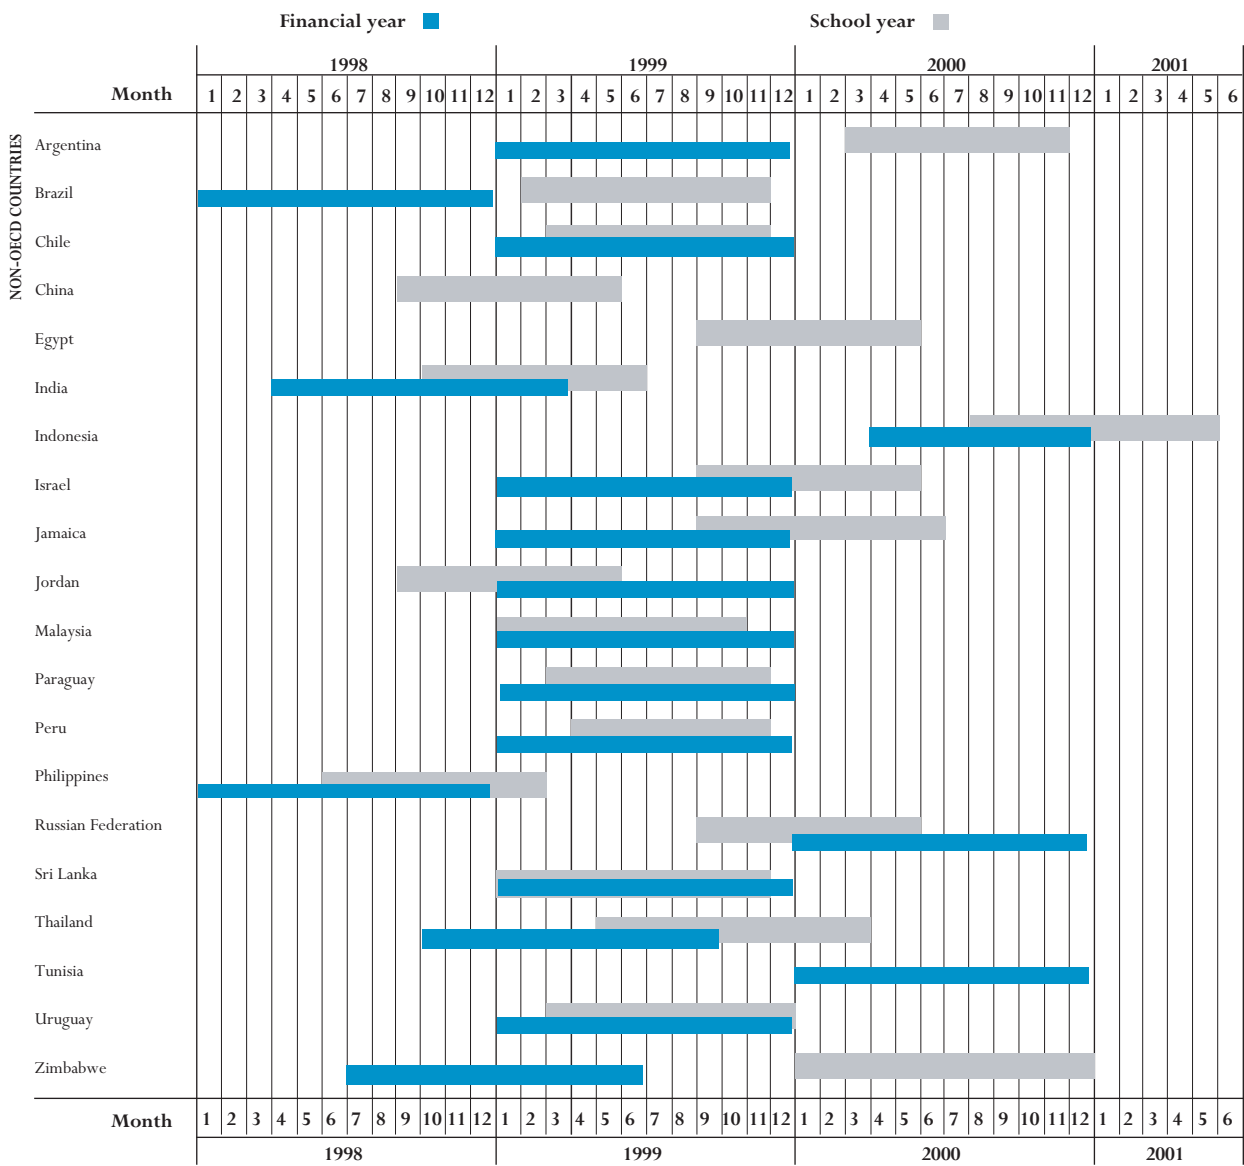 Financial year School year
1998 1999 2000 2001
Month 1 2 3 4 5 6 7 8 9 10 11 12 1 2 3 4 5 6 7 8 9 10 11 12 1 2 3 4 5 6 7 8 9 10 11 12 1 2 3 4 5 6
NON-OECD COUNTRIES
Argentina
Brazil
Chile
China
Egypt
India
Indonesia
Israel
Jamaica
Jordan
Malaysia
Paraguay
Peru
Philippines
Russian Federation
Sri Lanka
Thailand
Tunisia
Uruguay
Zimbabwe
Month 1 2 3 4 5 6 7 8 9 10 11 12 1 2 3 4 5 6 7 8 9 10 11 12 1 2 3 4 5 6 7 8 9 10 11 12 1 2 3 4 5 6
1998 1999 2000 2001